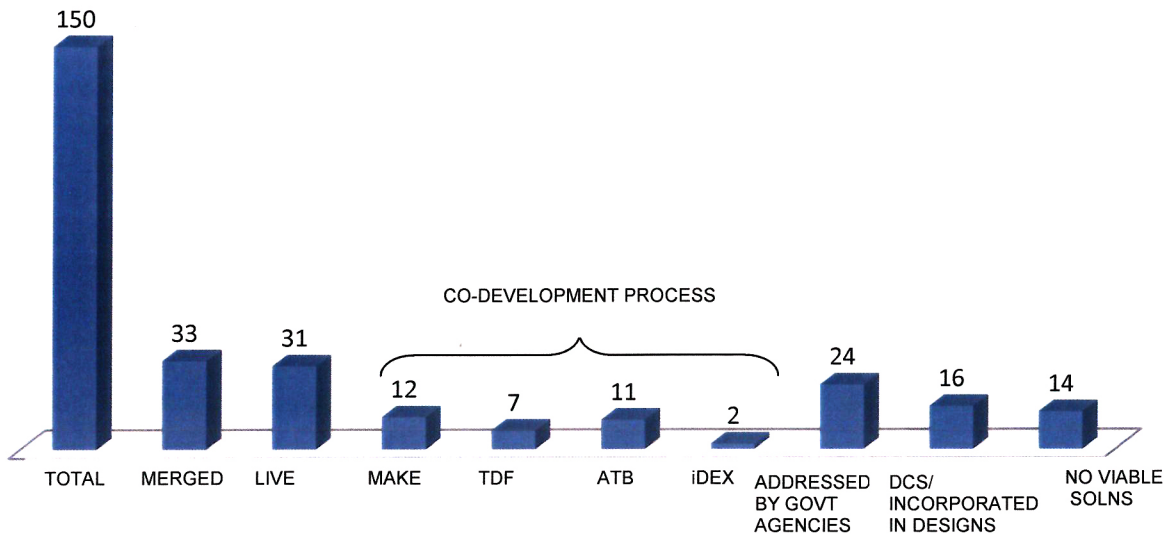 150
CO-DEVELOPMENT PROCESS
33
31
12
7
11
2
24
16
14
TOTAL
MERGED
LIVE
MAKE
TDF
ATB
iDEX
ADDRESSED
BY GOVT
AGENCIES
DCS/
INCORPORATED
IN DESIGNS
NO VIABLE
SOLNS